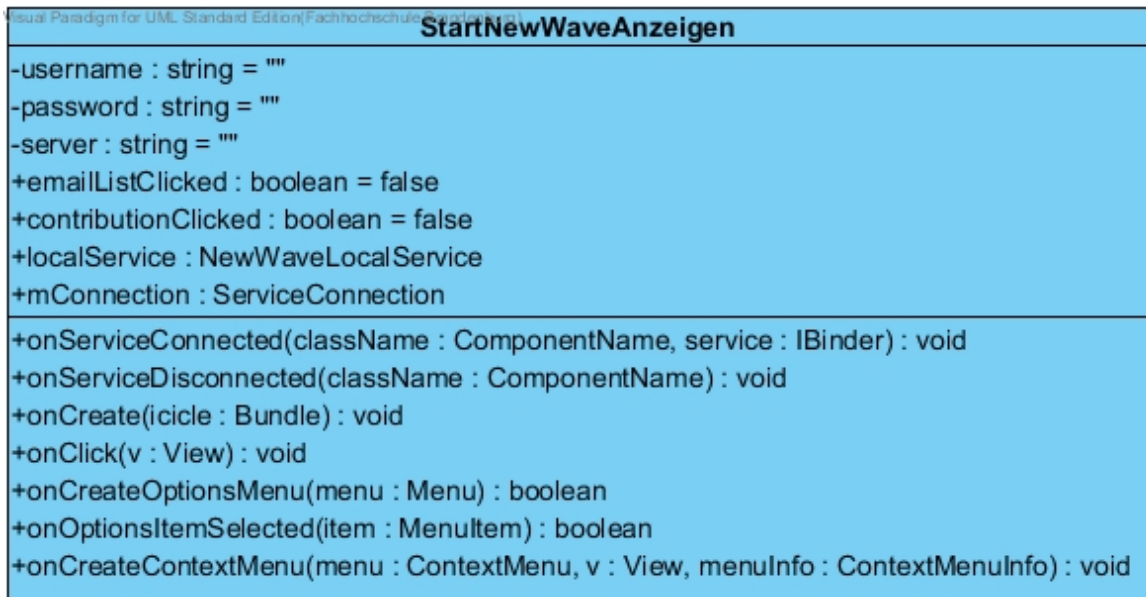 Visual Paradigm for UML Standard Edition(Fachhochschule Brandenburg)
StartNewWaveAnzeigen
-username : string = ""
-password : string = ""
-server : string = ""
+emailListClicked : boolean = false
+contributionClicked : boolean = false
+localService : NewWaveLocalService
+mConnection : ServiceConnection
+onServiceConnected(className : ComponentName, service : IBinder) : void
+onServiceDisconnected(className : ComponentName) : void
+onCreate(icicle : Bundle) : void
+onClick(v : View) : void
+onCreateOptionsMenu(menu : Menu) : boolean
+onOptionsItemSelected(item : MenuItem) : boolean
+onCreateContextMenu(menu : ContextMenu, v : View, menuInfo : ContextMenuInfo) : void